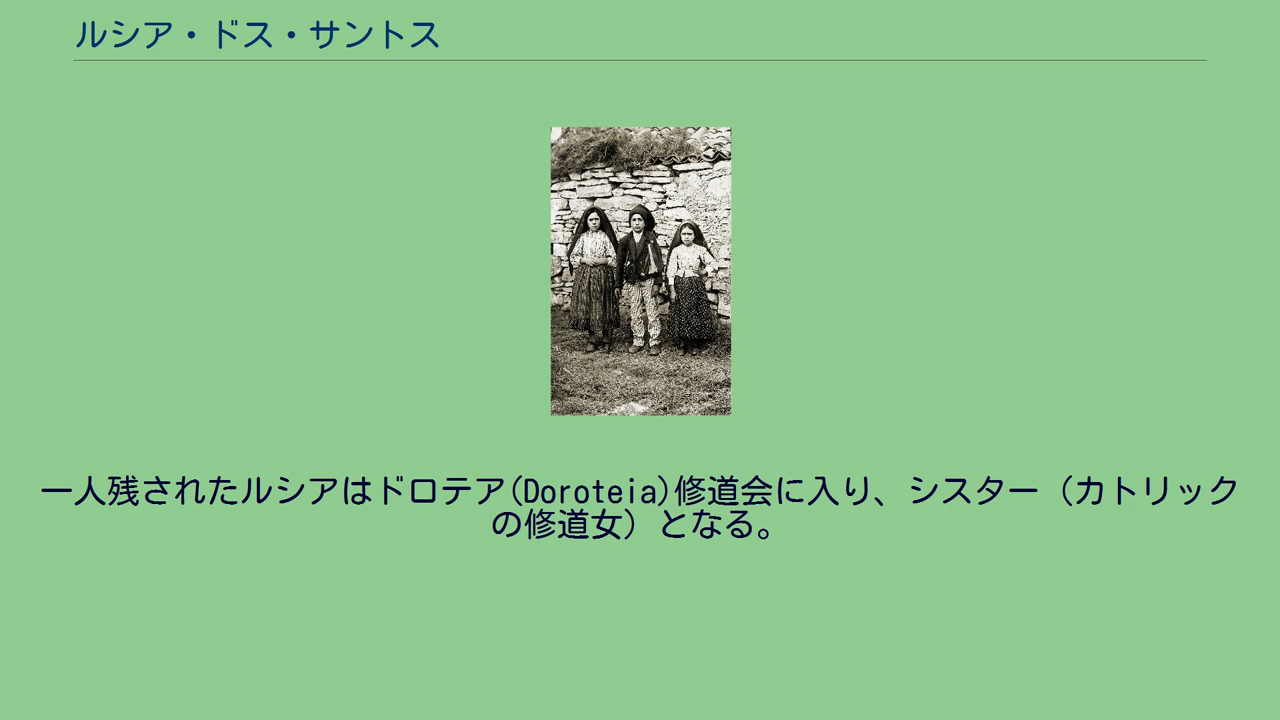 ルシア・ドス・サントス
一人残されたルシアはドロテア(Doroteia)修道会に入り、シスター（カトリック
の修道女）となる。